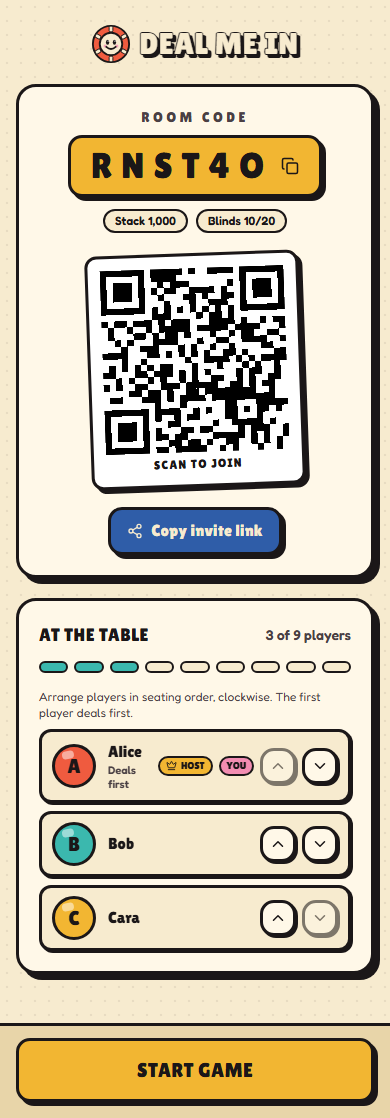 DEAL ME IN
ROOM CODE
RNST4O
Stack 1,000
Blinds 10/20
SCAN TO JOIN
Copy invite link
AT THE TABLE
3 of 9 players
Arrange players in seating order, clockwise. The first
player deals first.
A
Alice
Deals
first
HOST
YOU
B
Bob
C
Cara
START GAME